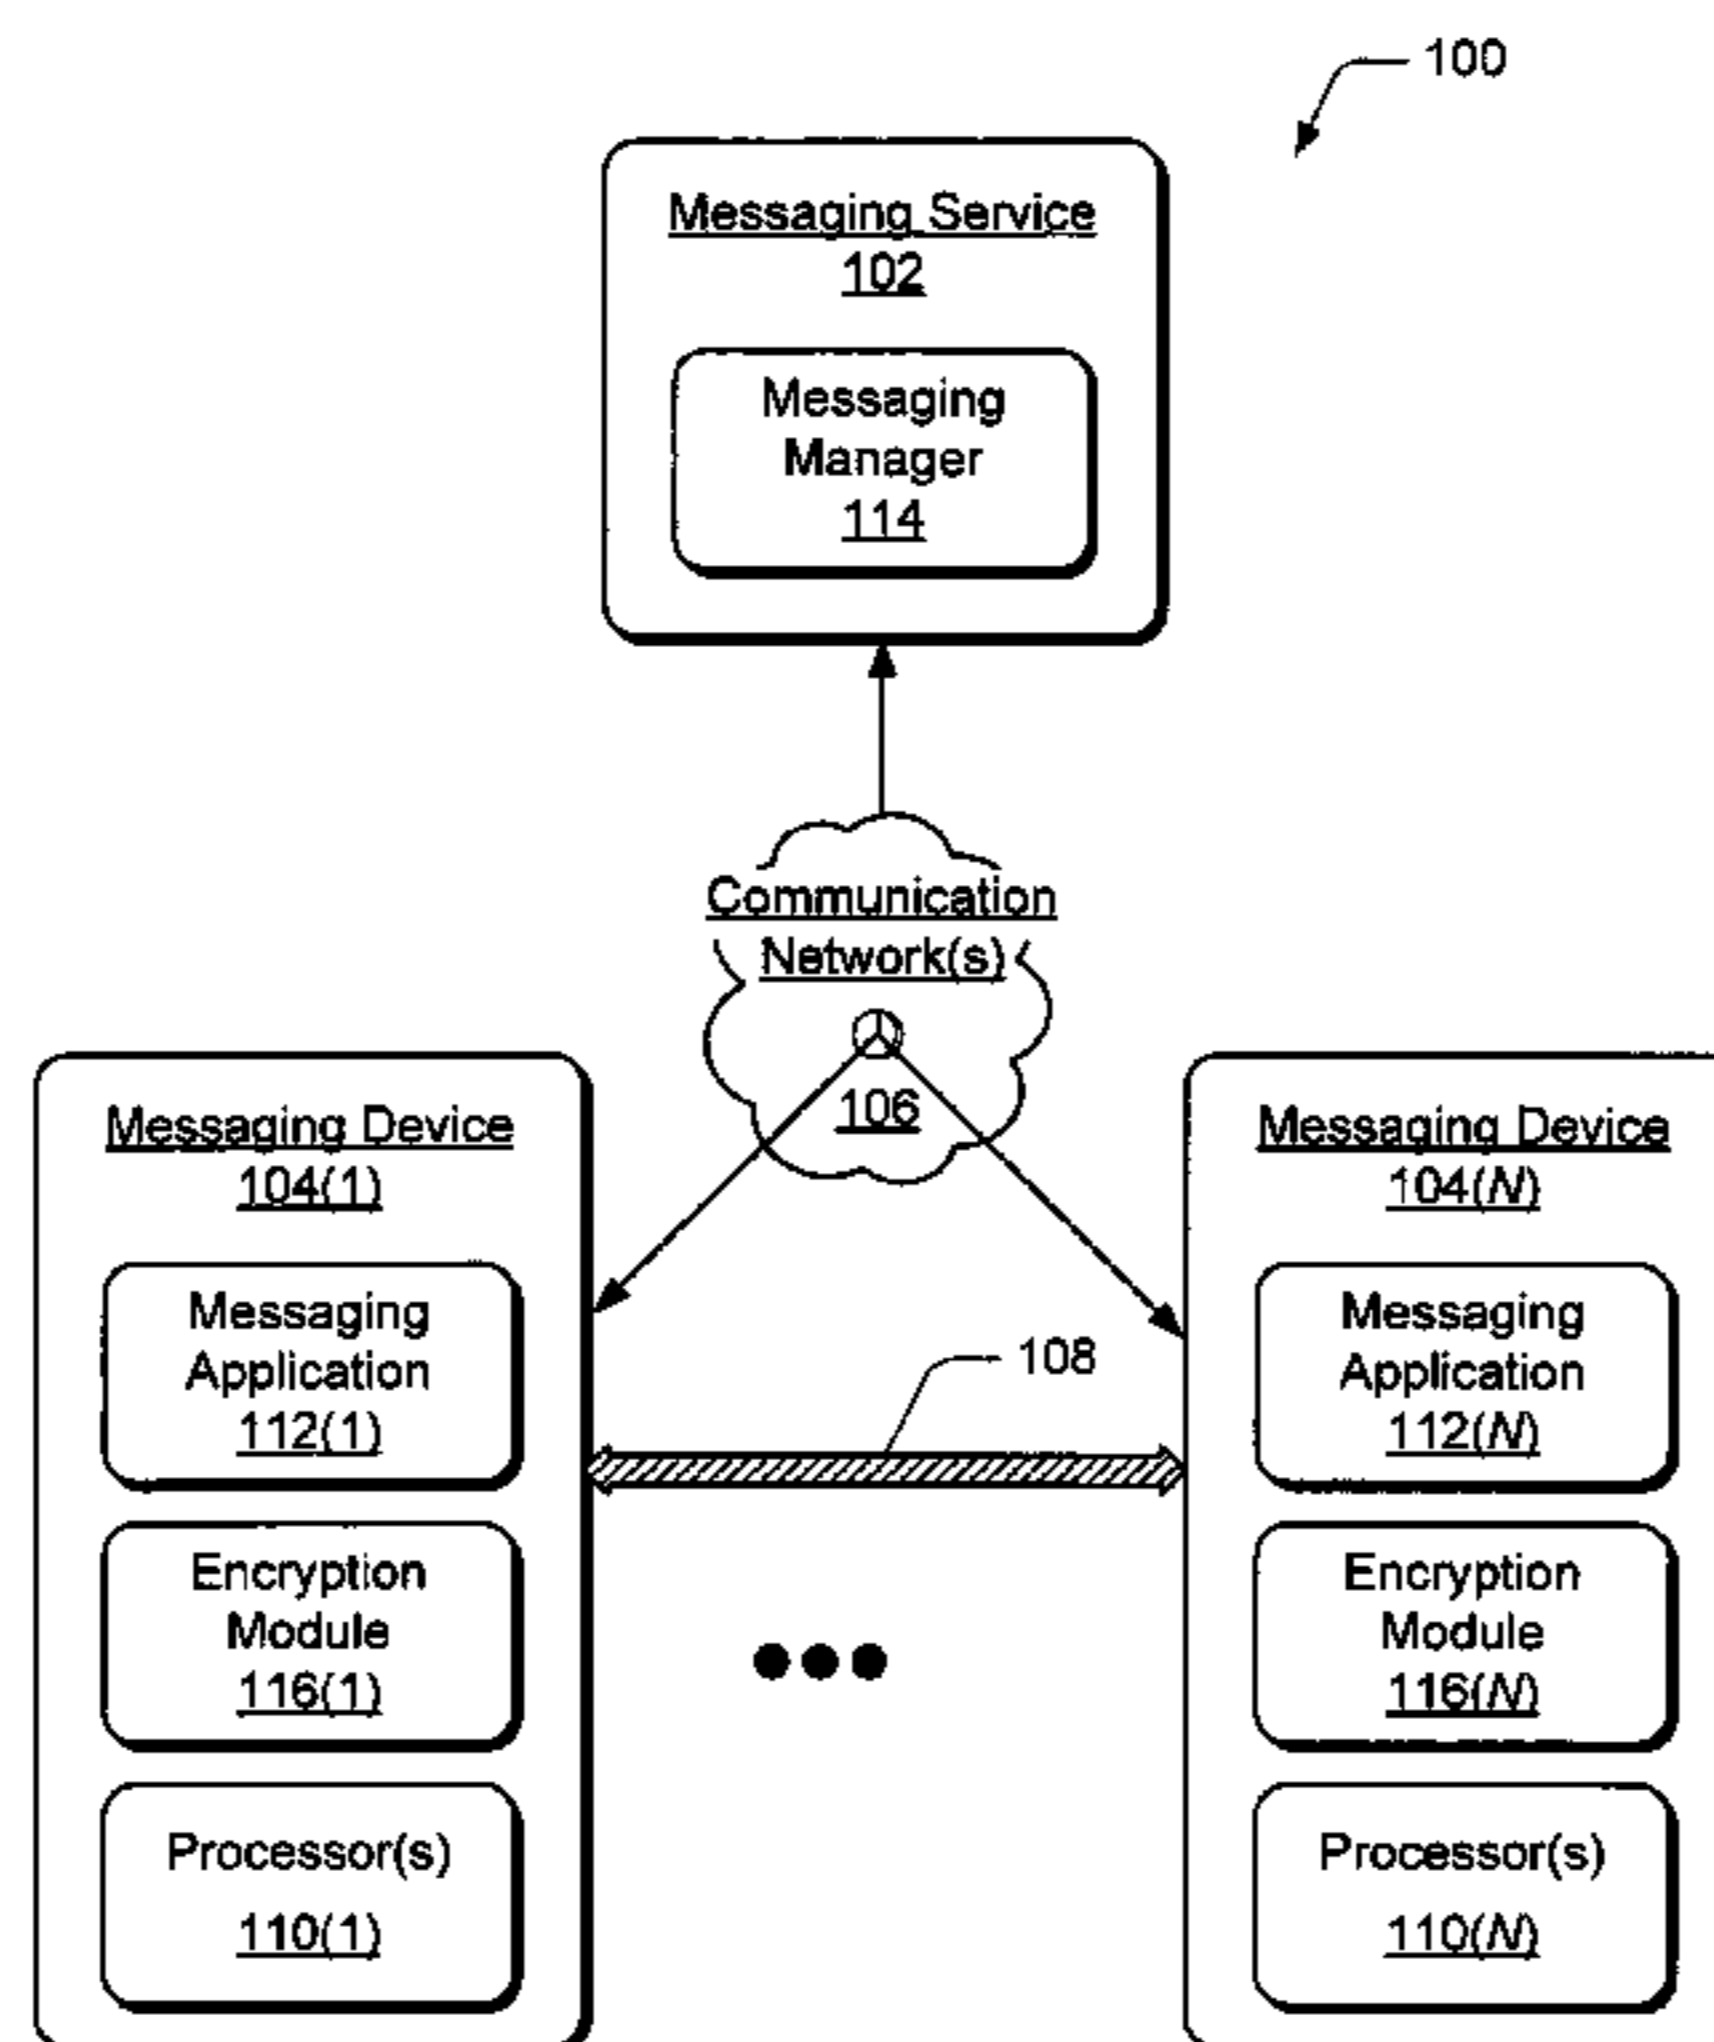 100
Messaging Service
102
Messaging
Manager
114
Communication
Network(s)
106
Messaging Device
104(1)
Messaging
Application
112(1)
Encryption
Module
116(1)
Processor(s)
110(1)
108
Messaging Device
104(N)
Messaging
Application
112(N)
Encryption
Module
116(N)
Processor(s)
110(N)